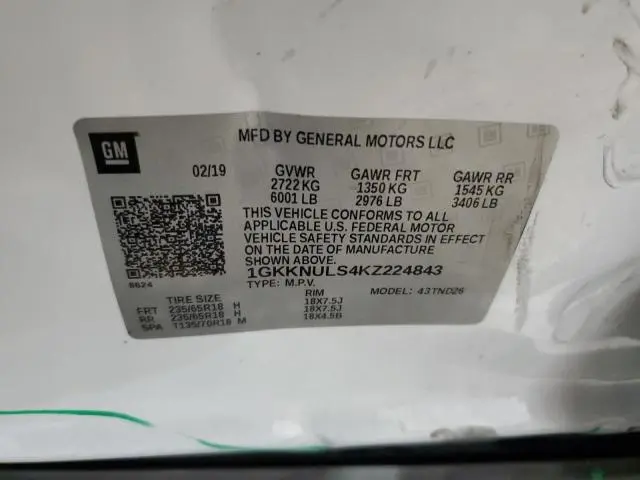 GM
MFD BY GENERAL MOTORS LLC
02/19 GVWR GAWR FRT GAWR RR
2722 KG 1350 KG 1545 KG
6001 LB 2976 LB 3406 LB
THIS VEHICLE CONFORMS TO ALL
APPLICABLE U.S. FEDERAL MOTOR
VEHICLE SAFETY STANDARDS IN EFFECT
ON THE DATE OF MANUFACTURE
SHOWN ABOVE.
8624
1GKKNULS4KZ224843
TYPE: M.P.V. MODEL: 43TND26
TIRE SIZE RIM
FRT 235/65R18 H 18X7.5J
RR 235/65R18 H 18X7.5J
SPA T135/70R18 M 18X4.5B